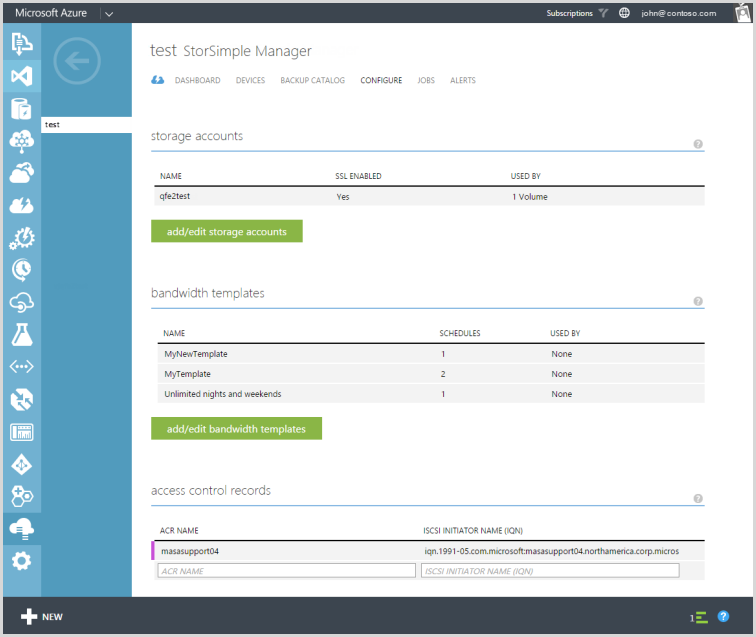 Microsoft Azure
Subscriptions john@contoso.com
test
test StorSimple Manager
DASHBOARD DEVICES BACKUP CATALOG CONFIGURE JOBS ALERTS
storage accounts
?
NAME SSL ENABLED USED BY
qfe2test Yes 1 Volume
add/edit storage accounts
bandwidth templates
?
NAME SCHEDULES USED BY
MyNewTemplate 1 None
MyTemplate 2 None
Unlimited nights and weekends 1 None
add/edit bandwidth templates
access control records
?
ACR NAME ISCSI INITIATOR NAME (IQN)
masasupport04 iqn.1991-05.com.microsoft:masasupport04.northamerica.corp.micros
ACR NAME ISCSI INITIATOR NAME (IQN)
NEW 1 ?